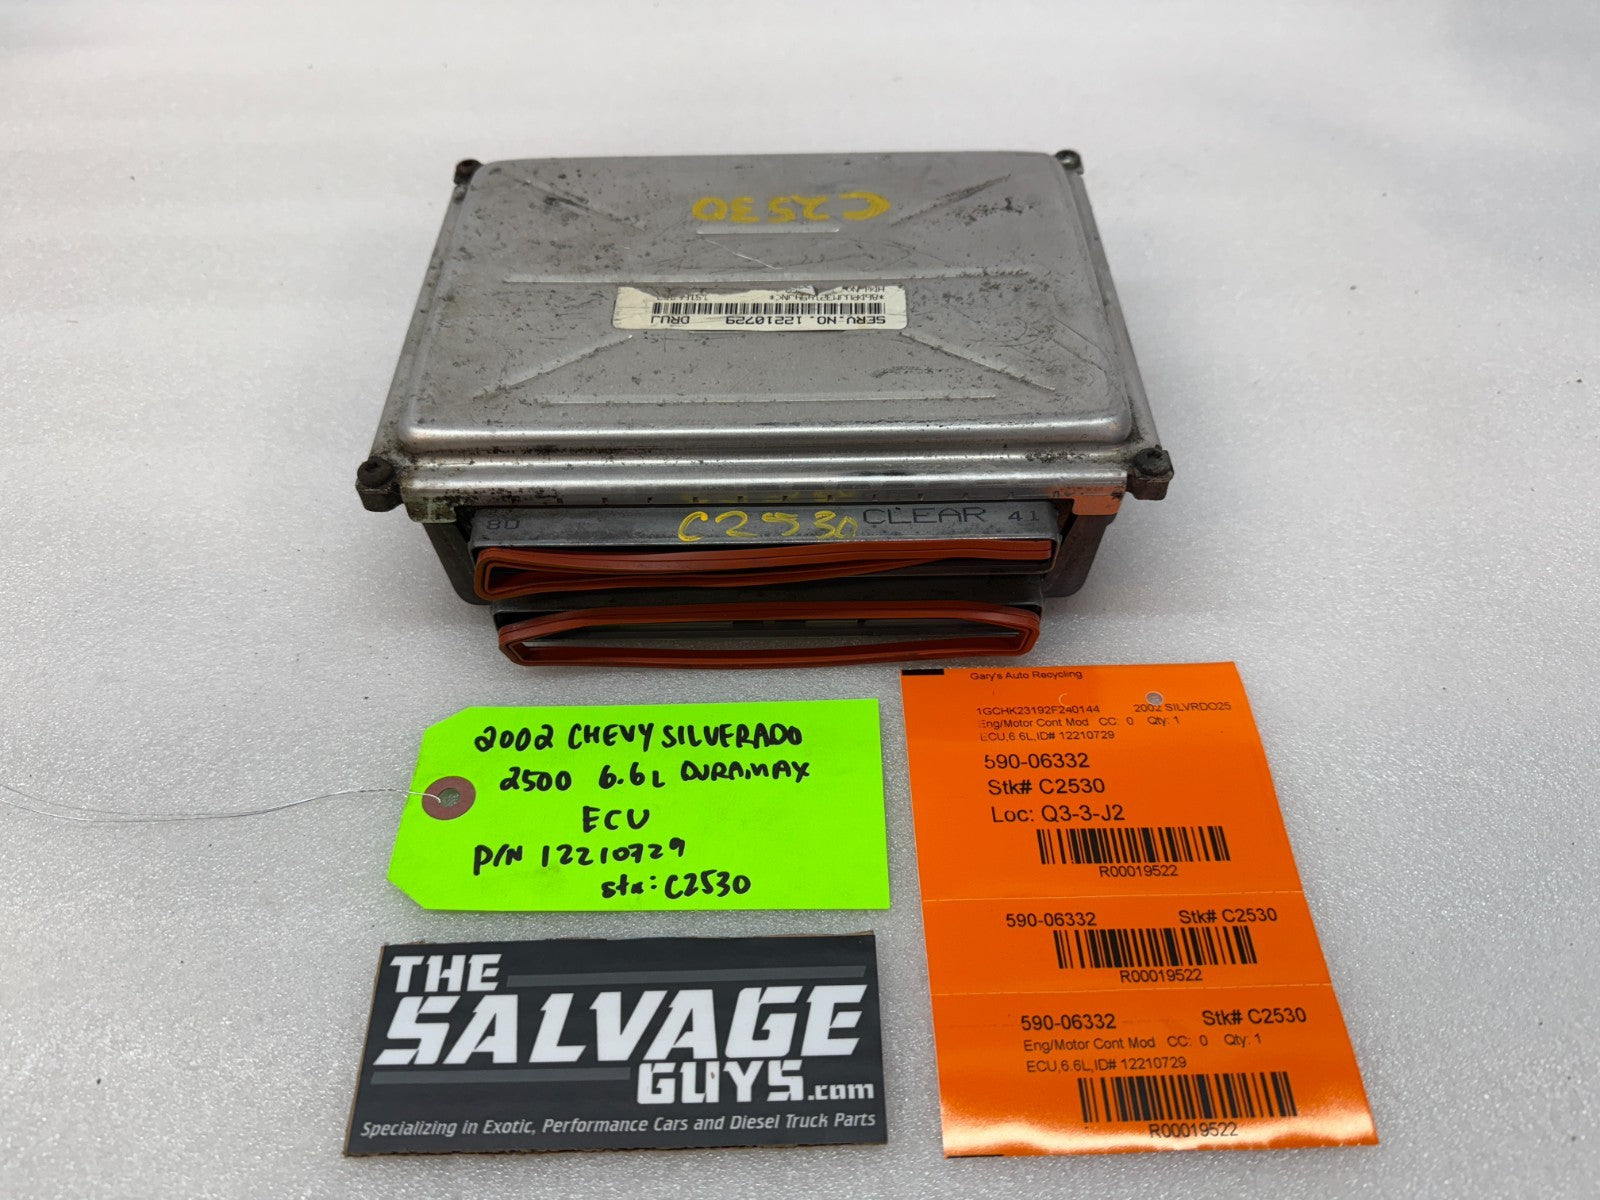 C2530
SERV.NO. 12210729 DRUJ
80 C2530 CLEAR 41
2002 CHEVY SILVERADO
2500 6.6L DURAMAX
ECU
P/N 12210729
stk: C2530
THE
SALVAGE
GUYS.com
Specializing in Exotic, Performance Cars and Diesel Truck Parts
Gary's Auto Recycling
1GCHK23192F240144 2002 SILVRDO25
Eng/Motor Cont Mod CC: 0 Qty: 1
ECU,6.6L,ID# 12210729
590-06332
Stk# C2530
Loc: Q3-3-J2
R00019522
590-06332 Stk# C2530
R00019522
590-06332 Stk# C2530
Eng/Motor Cont Mod CC: 0 Qty: 1
ECU,6.6L,ID# 12210729
R00019522